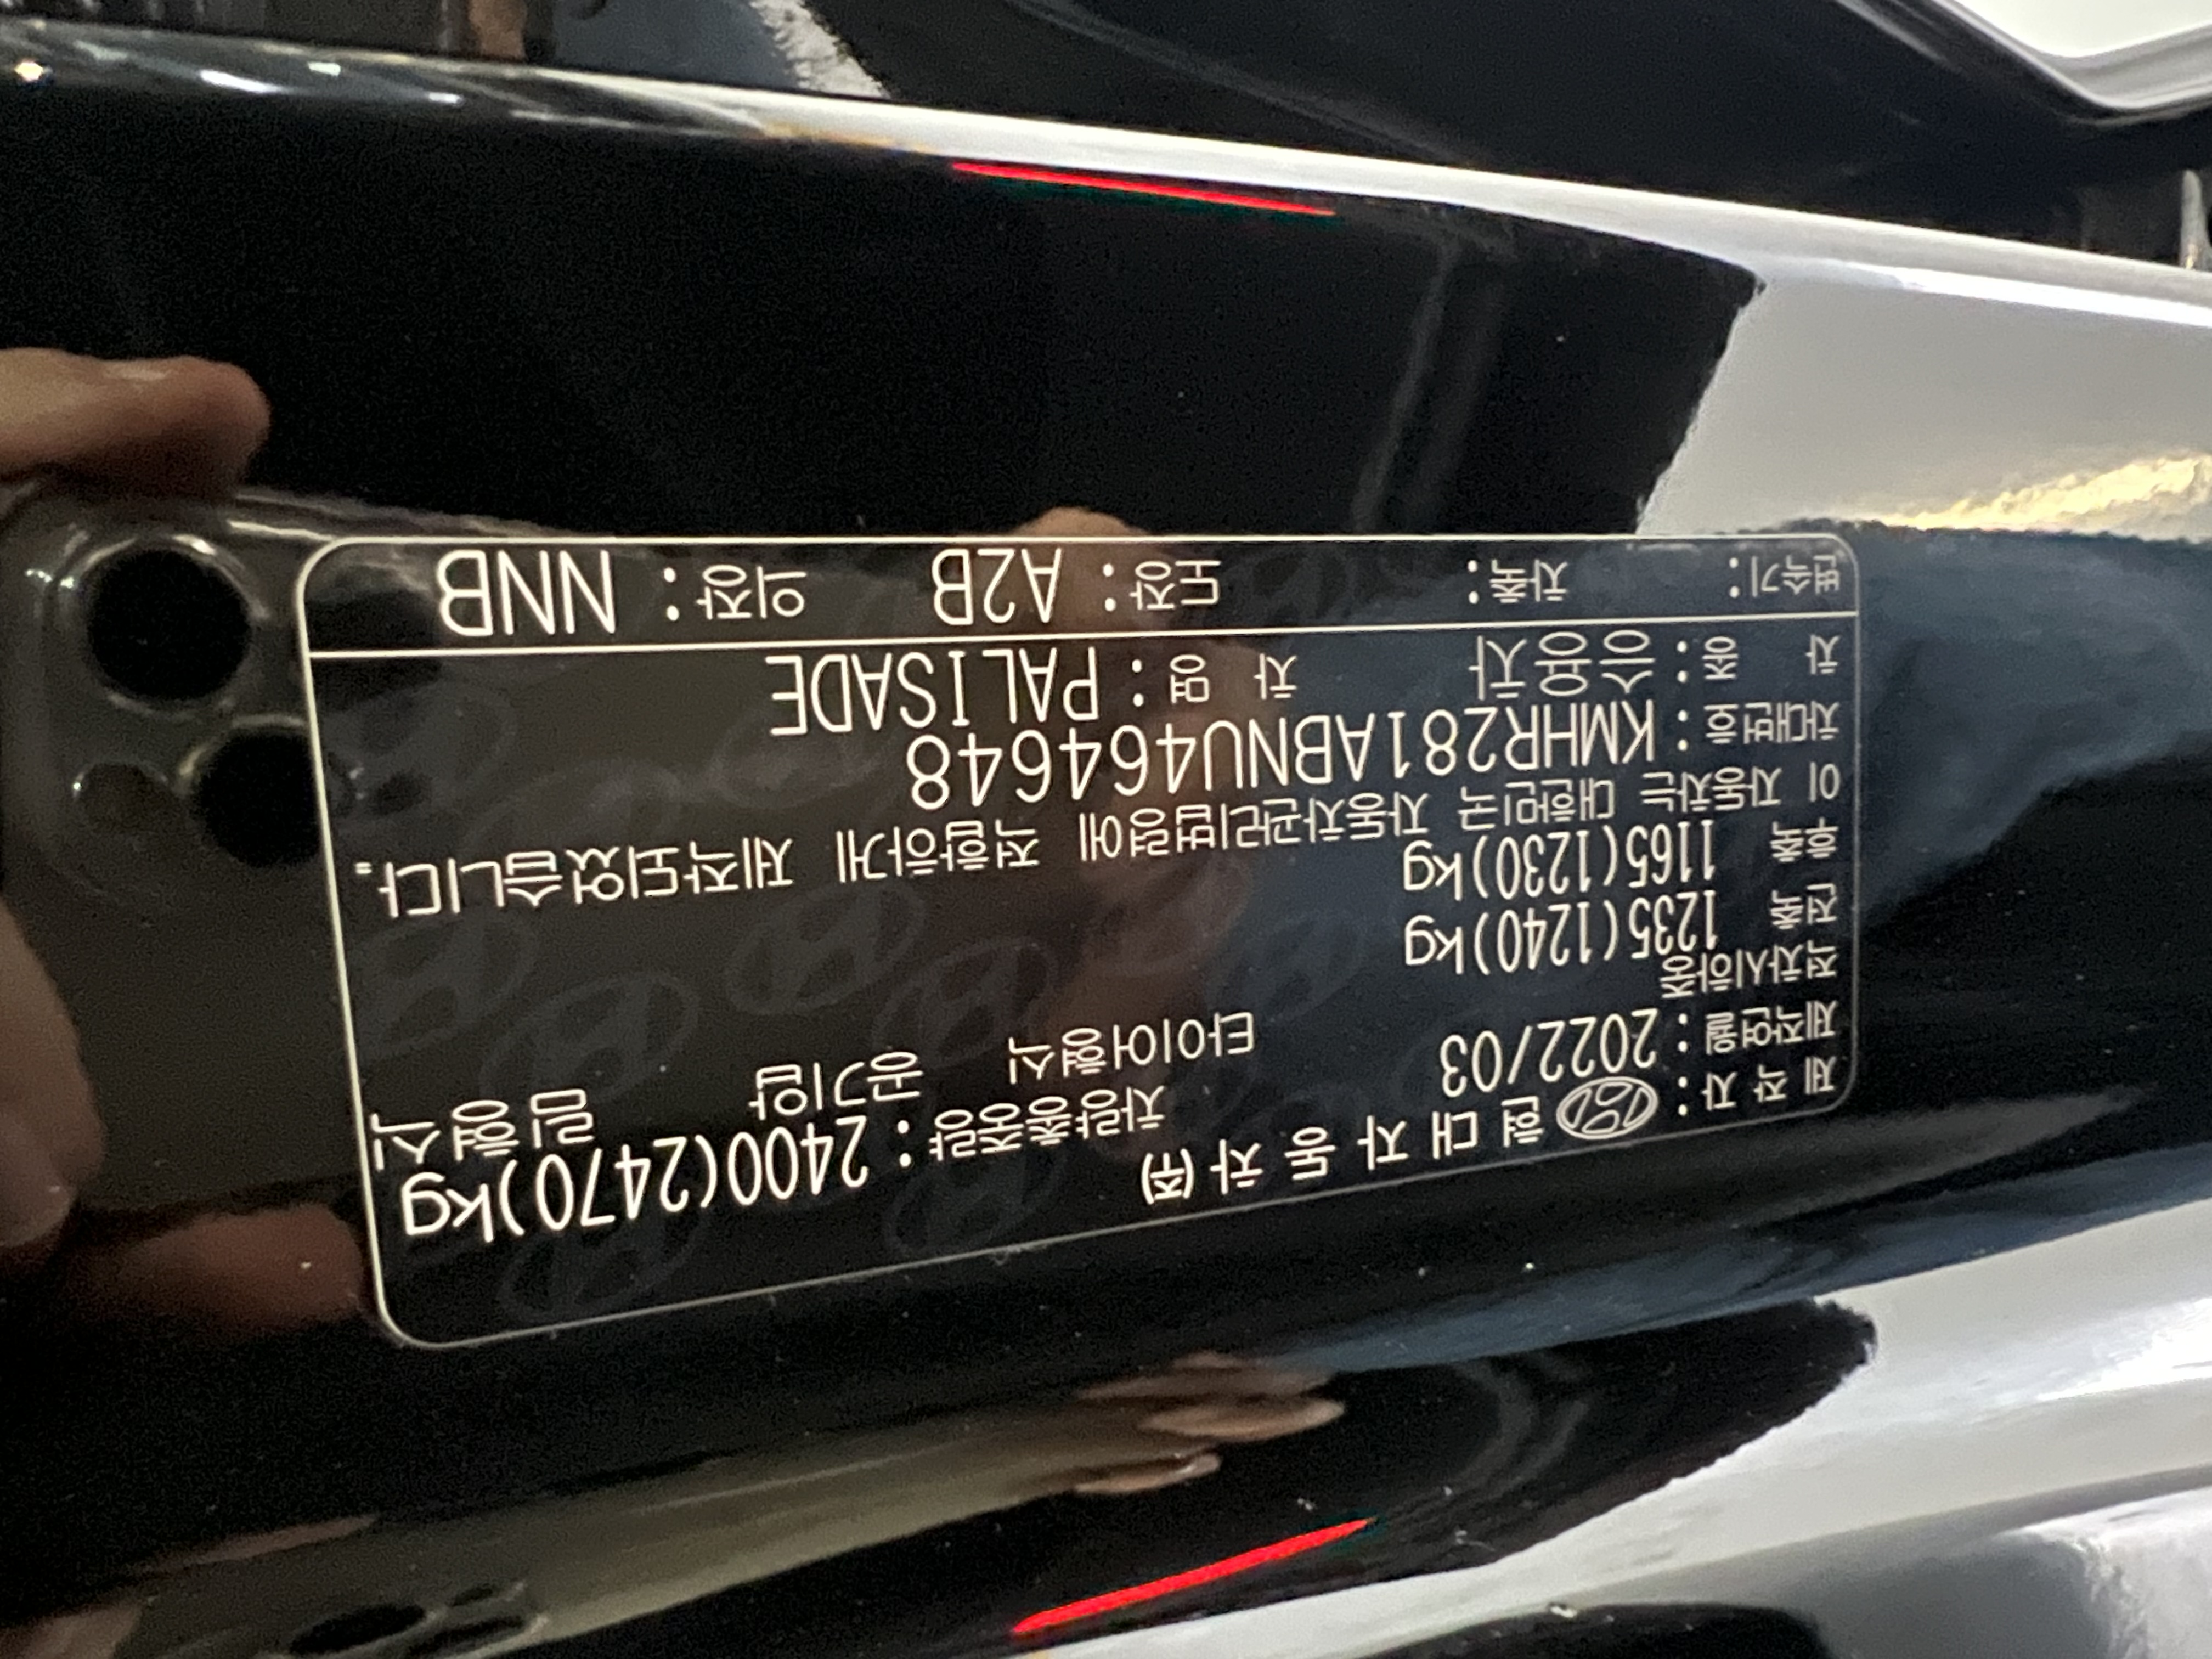 제 작 자 : 현 대 자 동 차 ㈜
제작연월 : 2022/03 차량총중량 : 2400(2470)kg
적차시하중 타이어형식 공기압 림형식
전축 1235(1240)kg
후축 1165(1230)kg
이 자동차는 대한민국 자동차관리법령에 적합하게 제작되었습니다.
차대번호 : KMHR281ABNU464648
차 종 : 승용차 차 명 : PALISADE
변속기 : 차축 : 도장 : A2B 의장 : NNB